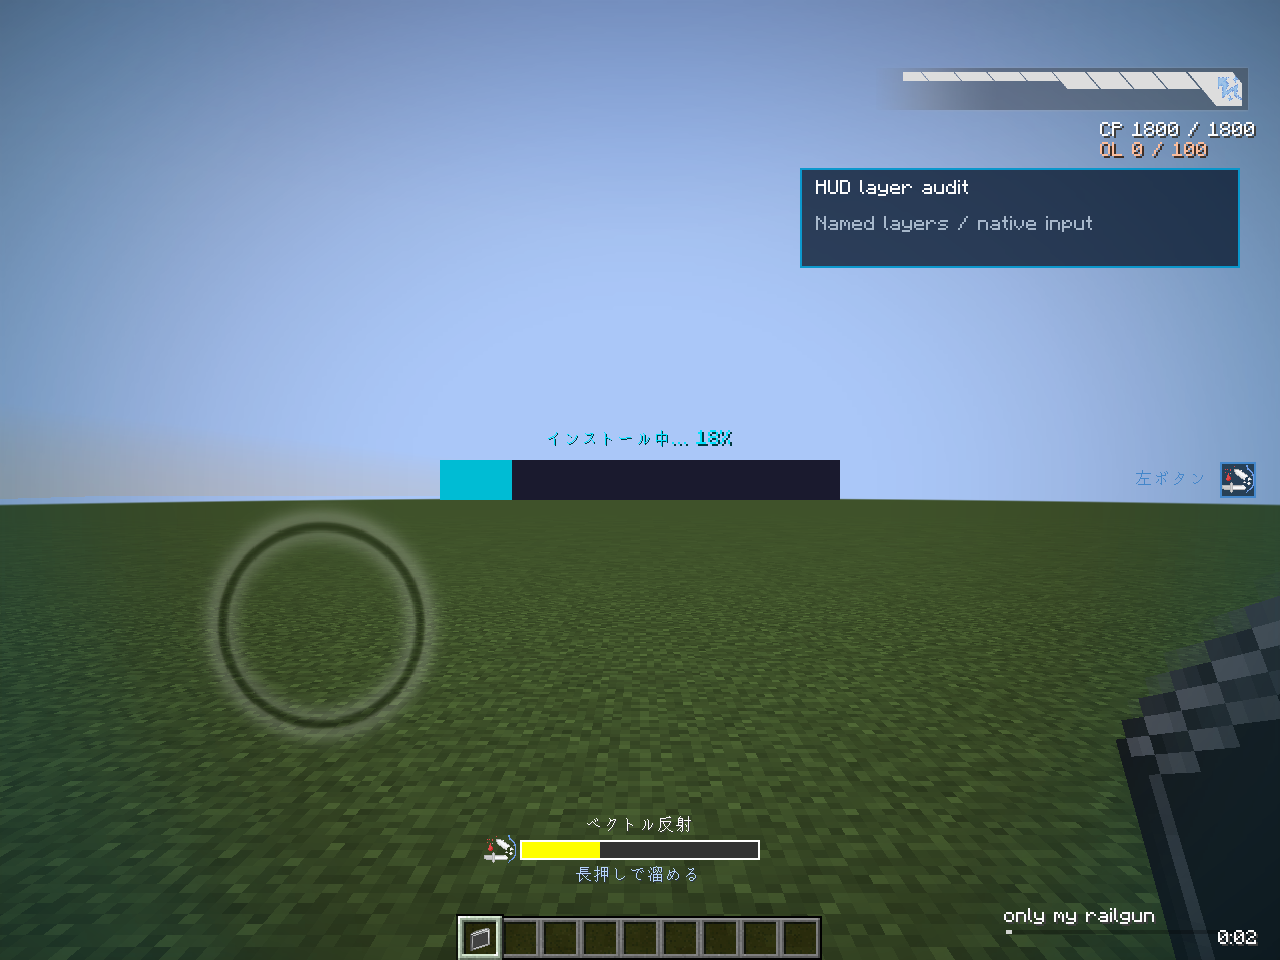 CP 1800 / 1800
OL 0 / 100
HUD layer audit
Named layers / native input
インストール中... 18%
左ボタン
ベクトル反射
長押しで溜める
only my railgun
0:02